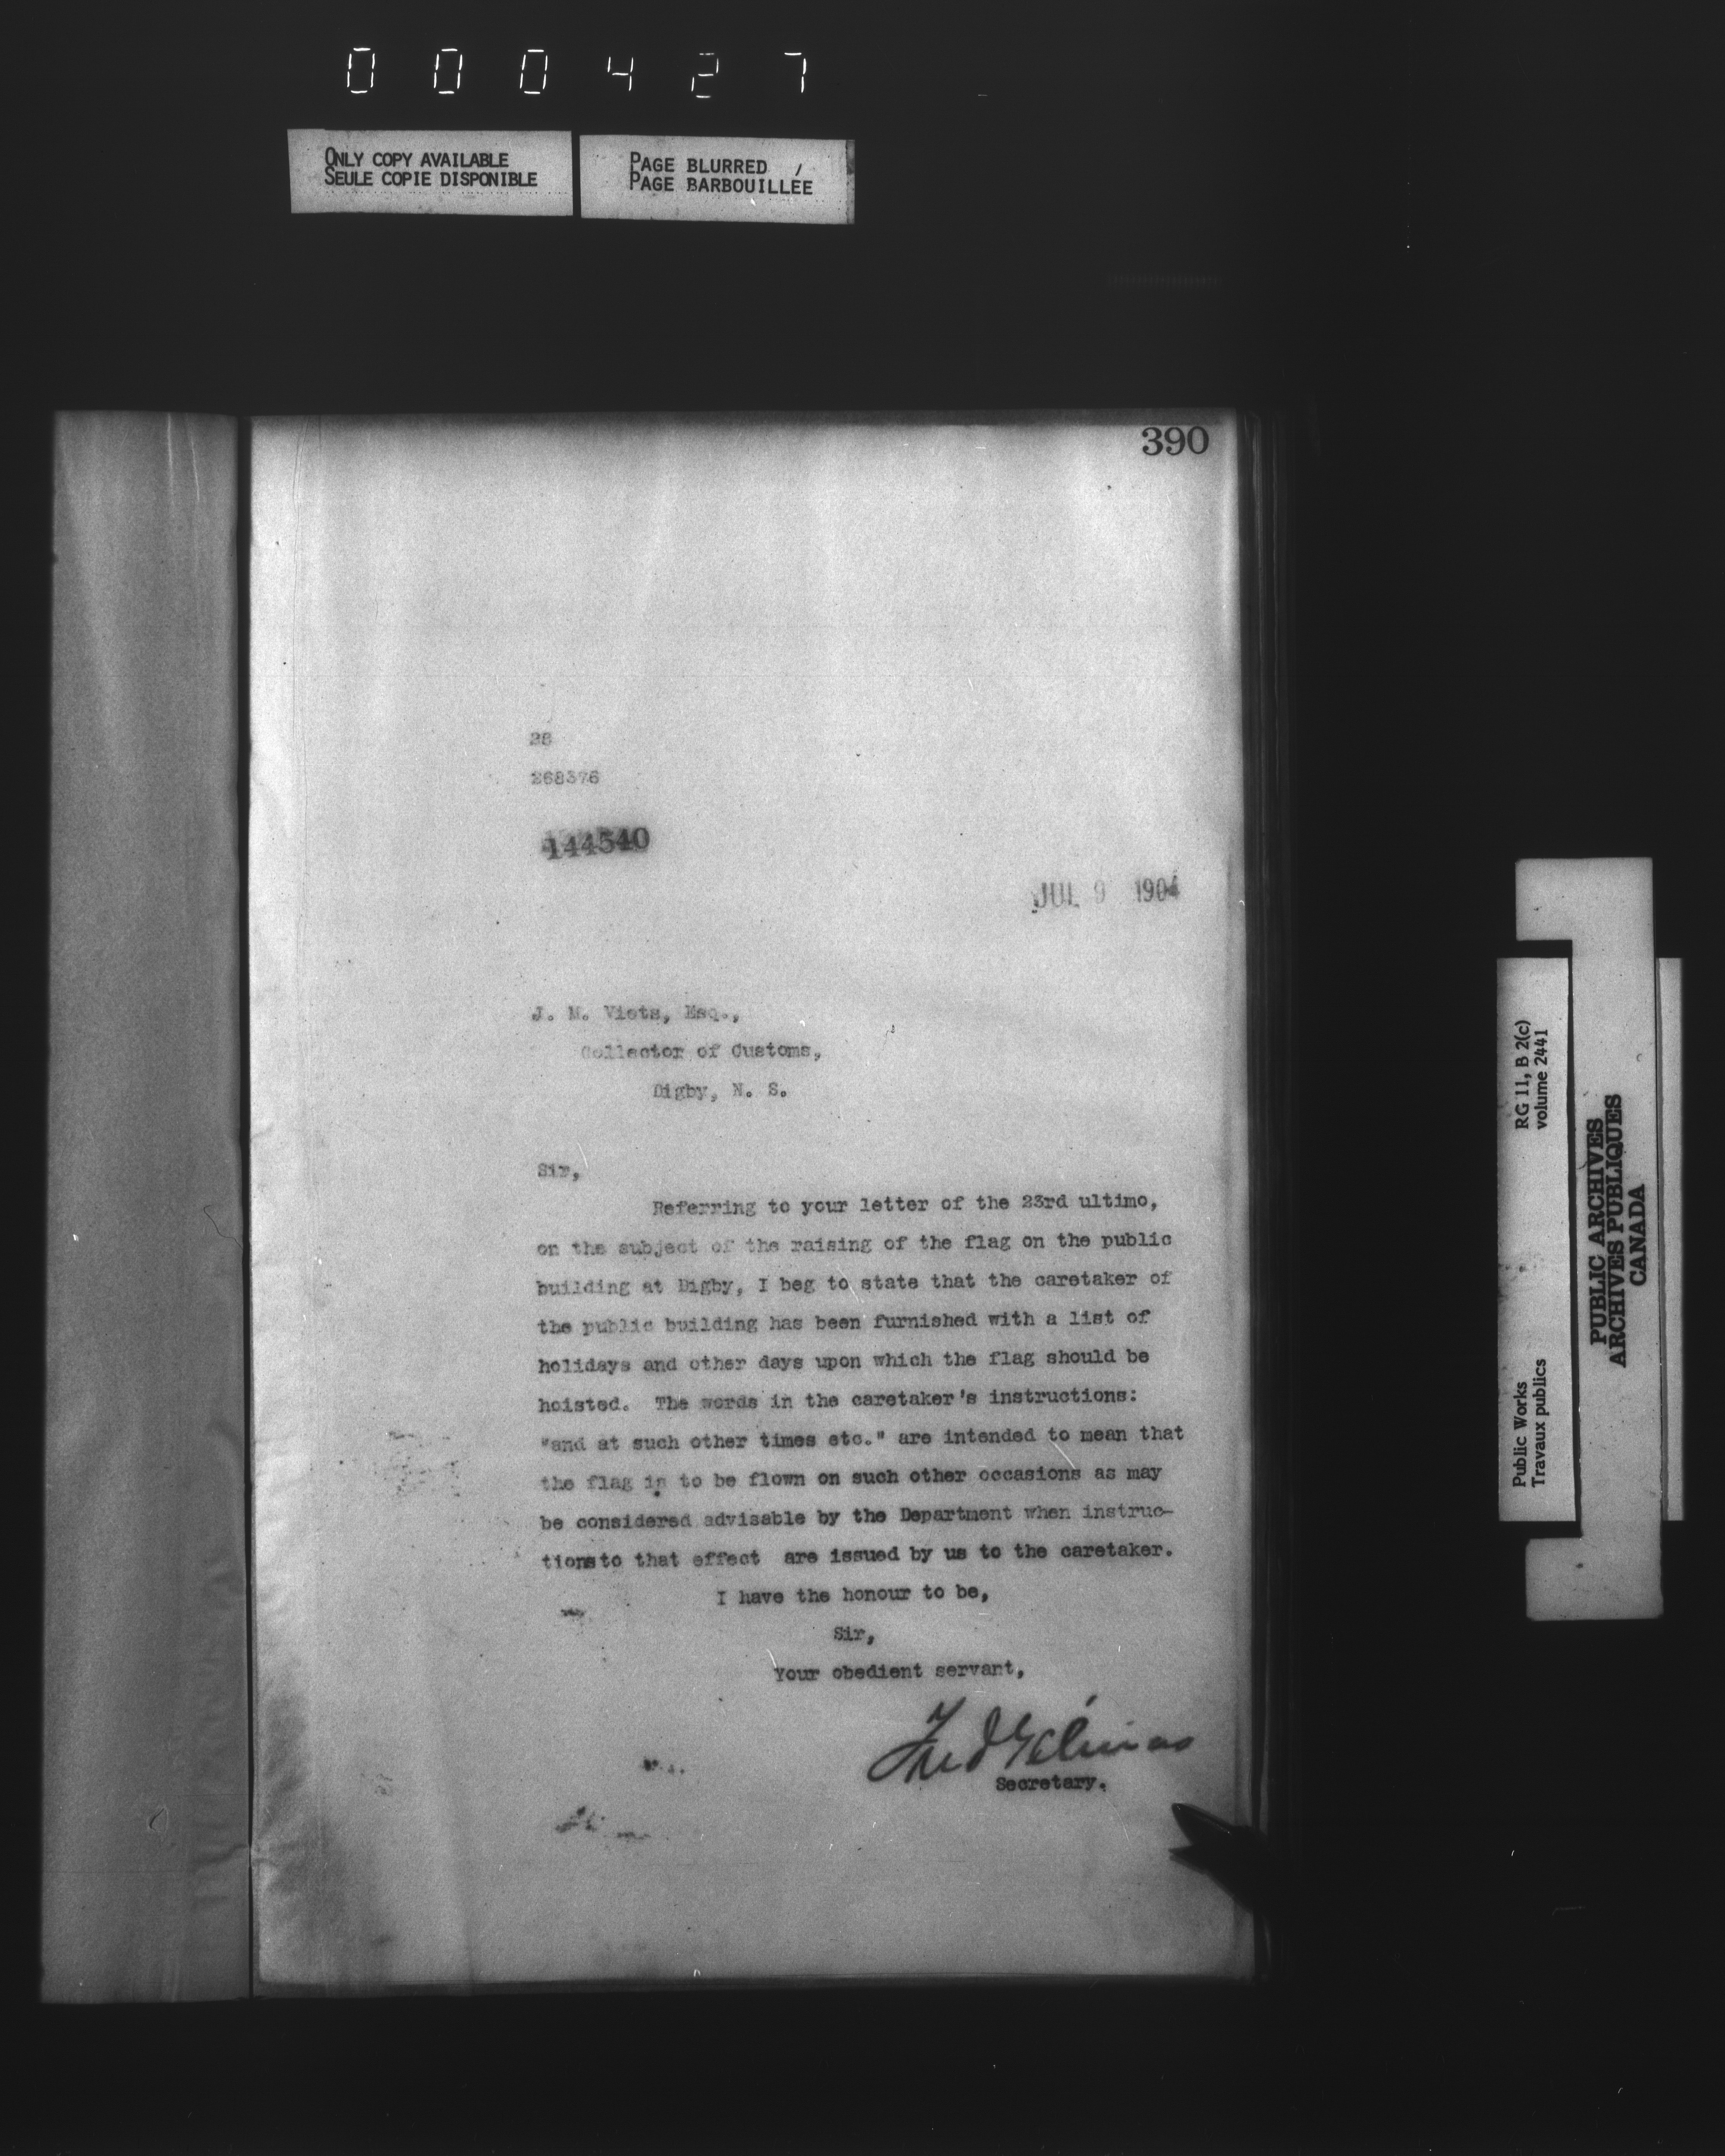 000427
ONLY COPY AVAILABLE
SEULE COPIE DISPONIBLE
PAGE BLURRED
PAGE BARBOUILLÉE
390
268376
144540
JUL 9 1904
J. M. Viets, Esq.,
Collector of Customs,
Digby, N. S.
Sir,
Referring to your letter of the 23rd ultimo,
on the subject of the raising of the flag on the public
building at Digby, I beg to state that the caretaker of
the public building has been furnished with a list of
holidays and other days upon which the flag should be
hoisted. The words in the caretaker's instructions:
"and at such other times etc." are intended to mean that
the flag is to be flown on such other occasions as may
be considered advisable by the Department when instruc-
tionsto that effect are issued by us to the caretaker.
I have the honour to be,
Sir,
Your obedient servant,
Fred Gélinas
Secretary.
Public Works
Travaux publics
RG 11, B 2(c)
volume 2441
PUBLIC ARCHIVES
ARCHIVES PUBLIQUES
CANADA